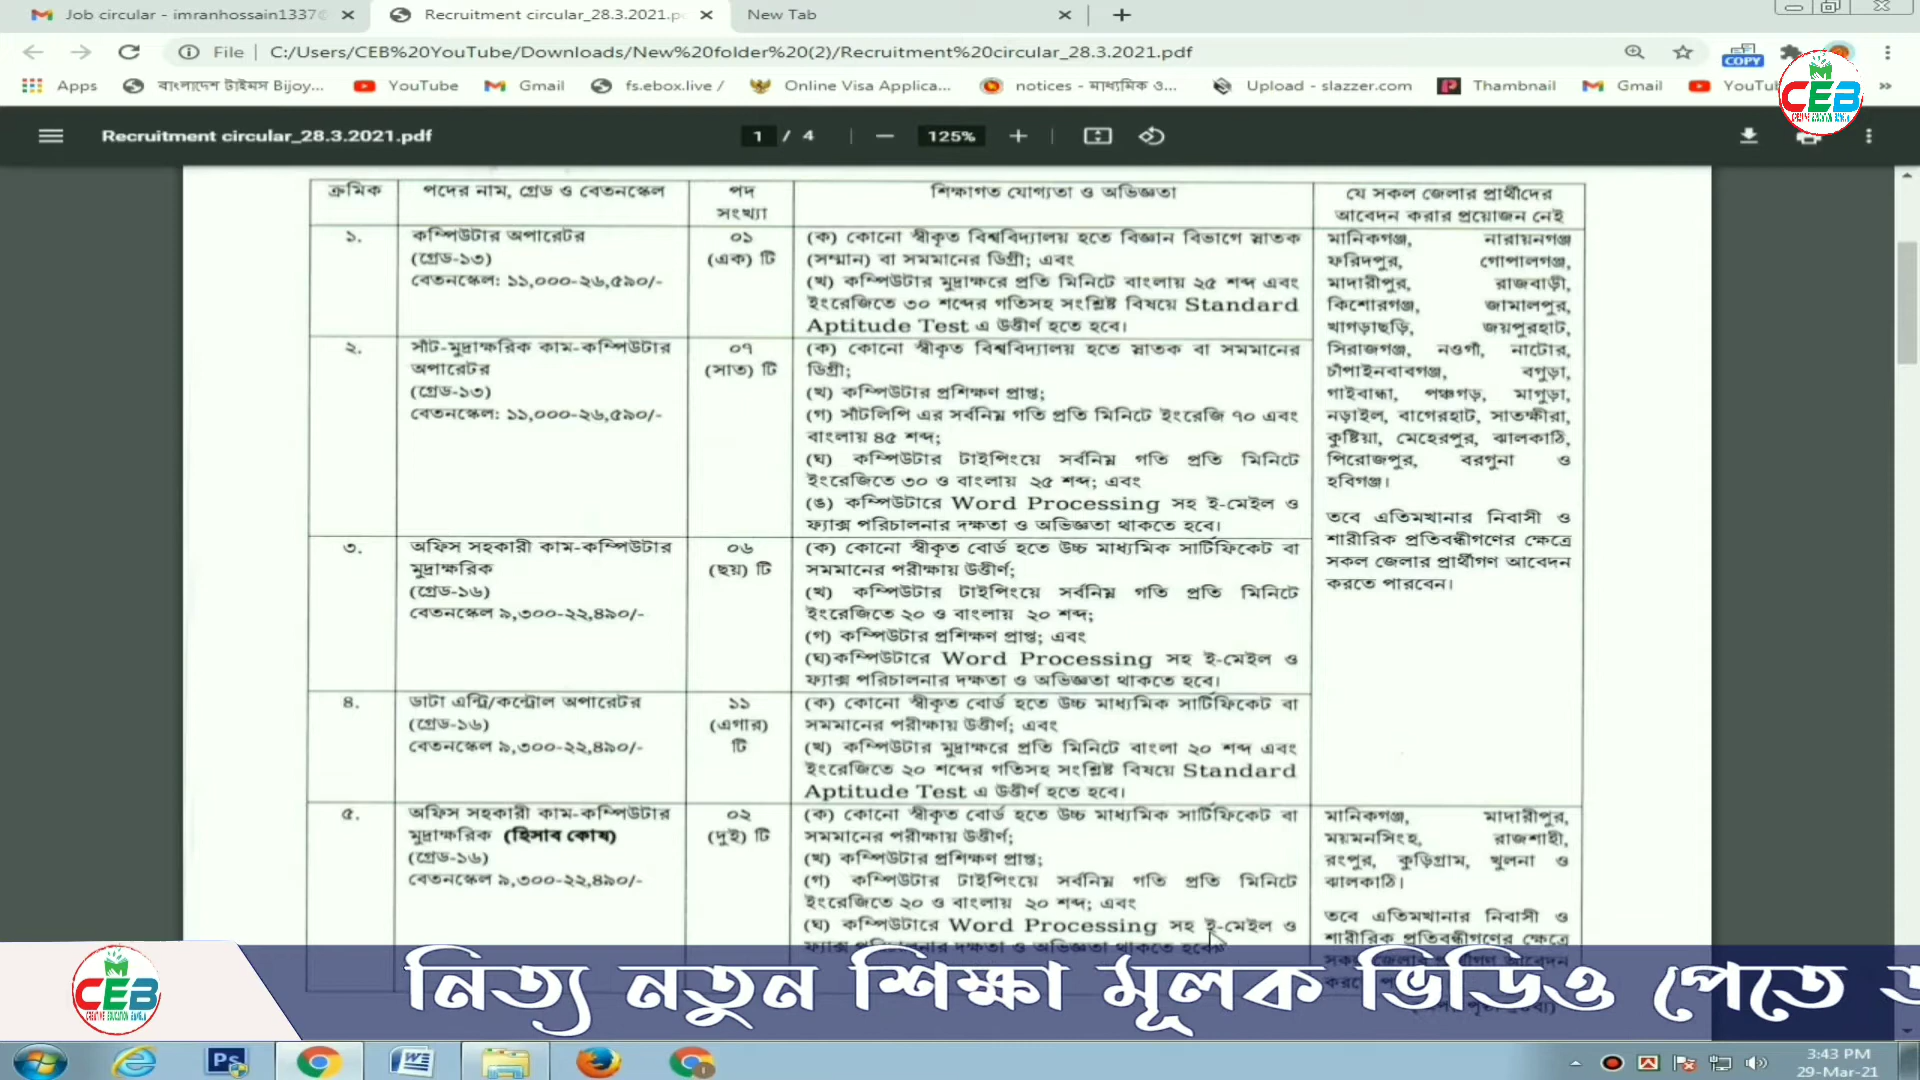 Job circular - imranhossain1337@
Recruitment circular_28.3.2021.p
New Tab
File
C:/Users/CEB%20YouTube/Downloads/New%20folder%20(2)/Recruitment%20circular_28.3.2021.pdf
COPY
Apps
বাংলাদেশ টাইমস Bijoy...
YouTube
Gmail
fs.ebox.live /
Online Visa Applica...
notices - মাধ্যমিক ও...
Upload - slazzer.com
Thumbnail
Gmail
YouTu
CEB
CREATIVE EDUCATION BANGLA
Recruitment circular_28.3.2021.pdf
1 / 4
125%
ক্রমিক
পদের নাম, গ্রেড ও বেতনস্কেল
পদ
সংখ্যা
শিক্ষাগত যোগ্যতা ও অভিজ্ঞতা
যে সকল জেলার প্রার্থীদের
আবেদন করার প্রয়োজন নেই
১.
কম্পিউটার অপারেটর
(গ্রেড-১৩)
বেতনস্কেল: ১১,০০০-২৬,৫৯০/-
০১
(এক) টি
(ক) কোনো স্বীকৃত বিশ্ববিদ্যালয় হতে বিজ্ঞান বিভাগে স্নাতক
(সম্মান) বা সমমানের ডিগ্রী; এবং
(খ) কম্পিউটার মুদ্রাক্ষরে প্রতি মিনিটে বাংলায় ২৫ শব্দ এবং
ইংরেজিতে ৩০ শব্দের গতিসহ সংশ্লিষ্ট বিষয়ে Standard
Aptitude Test এ উত্তীর্ণ হতে হবে।
মানিকগঞ্জ, নারায়নগঞ্জ
ফরিদপুর, গোপালগঞ্জ,
মাদারীপুর, রাজবাড়ী,
কিশোরগঞ্জ, জামালপুর,
খাগড়াছড়ি, জয়পুরহাট,
সিরাজগঞ্জ, নওগাঁ, নাটোর,
চাঁপাইনবাবগঞ্জ, বগুড়া,
গাইবান্ধা, পঞ্চগড়, মাগুড়া,
নড়াইল, বাগেরহাট, সাতক্ষীরা,
কুষ্টিয়া, মেহেরপুর, ঝালকাঠি,
পিরোজপুর, বরগুনা ও
হবিগঞ্জ।
তবে এতিমখানার নিবাসী ও
শারীরিক প্রতিবন্ধীগণের ক্ষেত্রে
সকল জেলার প্রার্থীগণ আবেদন
করতে পারবেন।
২.
সাঁট-মুদ্রাক্ষরিক কাম-কম্পিউটার
অপারেটর
(গ্রেড-১৩)
বেতনস্কেল: ১১,০০০-২৬,৫৯০/-
০৭
(সাত) টি
(ক) কোনো স্বীকৃত বিশ্ববিদ্যালয় হতে স্নাতক বা সমমানের
ডিগ্রী;
(খ) কম্পিউটার প্রশিক্ষণ প্রাপ্ত;
(গ) সাঁটলিপি এর সর্বনিম্ন গতি প্রতি মিনিটে ইংরেজি ৭০ এবং
বাংলায় ৪৫ শব্দ;
(ঘ) কম্পিউটার টাইপিংয়ে সর্বনিম্ন গতি প্রতি মিনিটে
ইংরেজিতে ৩০ ও বাংলায় ২৫ শব্দ; এবং
(ঙ) কম্পিউটারে Word Processing সহ ই-মেইল ও
ফ্যাক্স পরিচালনার দক্ষতা ও অভিজ্ঞতা থাকতে হবে।
৩.
অফিস সহকারী কাম-কম্পিউটার
মুদ্রাক্ষরিক
(গ্রেড-১৬)
বেতনস্কেল ৯,৩০০-২২,৪৯০/-
০৬
(ছয়) টি
(ক) কোনো স্বীকৃত বোর্ড হতে উচ্চ মাধ্যমিক সার্টিফিকেট বা
সমমানের পরীক্ষায় উত্তীর্ণ;
(খ) কম্পিউটার টাইপিংয়ে সর্বনিম্ন গতি প্রতি মিনিটে
ইংরেজিতে ২০ ও বাংলায় ২০ শব্দ;
(গ) কম্পিউটার প্রশিক্ষণ প্রাপ্ত; এবং
(ঘ)কম্পিউটারে Word Processing সহ ই-মেইল ও
ফ্যাক্স পরিচালনার দক্ষতা ও অভিজ্ঞতা থাকতে হবে।
৪.
ডাটা এন্ট্রি/কন্ট্রোল অপারেটর
(গ্রেড-১৬)
বেতনস্কেল ৯,৩০০-২২,৪৯০/-
১১
(এগার)
টি
(ক) কোনো স্বীকৃত বোর্ড হতে উচ্চ মাধ্যমিক সার্টিফিকেট বা
সমমানের পরীক্ষায় উত্তীর্ণ; এবং
(খ) কম্পিউটার মুদ্রাক্ষরে প্রতি মিনিটে বাংলা ২০ শব্দ এবং
ইংরেজিতে ২০ শব্দের গতিসহ সংশ্লিষ্ট বিষয়ে Standard
Aptitude Test এ উত্তীর্ণ হতে হবে।
৫.
অফিস সহকারী কাম-কম্পিউটার
মুদ্রাক্ষরিক (হিসাব কোষ)
(গ্রেড-১৬)
বেতনস্কেল ৯,৩০০-২২,৪৯০/-
০২
(দুই) টি
(ক) কোনো স্বীকৃত বোর্ড হতে উচ্চ মাধ্যমিক সার্টিফিকেট বা
সমমানের পরীক্ষায় উত্তীর্ণ;
(খ) কম্পিউটার প্রশিক্ষণ প্রাপ্ত;
(গ) কম্পিউটার টাইপিংয়ে সর্বনিম্ন গতি প্রতি মিনিটে
ইংরেজিতে ২০ ও বাংলায় ২০ শব্দ; এবং
(ঘ) কম্পিউটারে Word Processing সহ ই-মেইল ও
মানিকগঞ্জ, মাদারীপুর,
ময়মনসিংহ, রাজশাহী,
রংপুর, কুড়িগ্রাম, খুলনা ও
ঝালকাঠি।
তবে এতিমখানার নিবাসী ও
শারীরিক প্রতিবন্ধীগণের ক্ষেত্রে
CEB
CREATIVE EDUCATION BANGLA
নিত্য নতুন শিক্ষা মূলক ভিডিও পেতে
Ps
3:43 PM
29-Mar-21